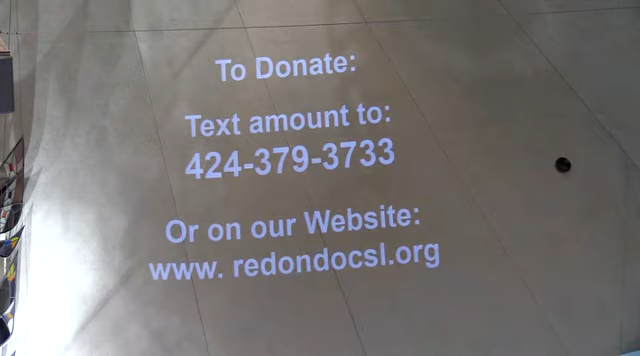 To Donate:
Text amount to:
424-379-3733
Or on our Website:
www. redondocsl.org